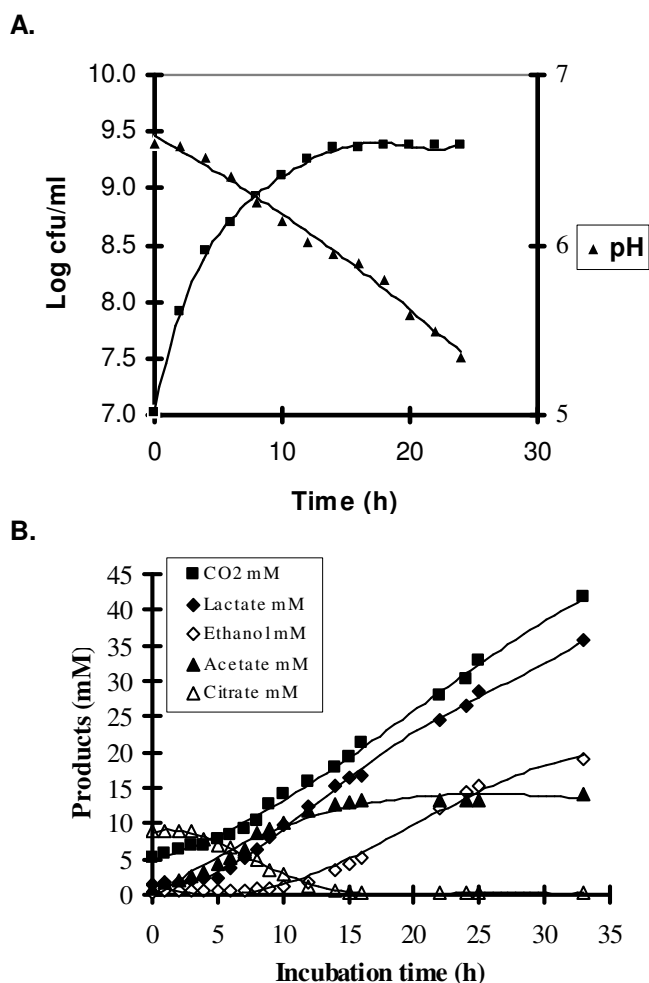 A.
10.0
9.5
9.0
8.5
8.0
7.5
7.0
Log cfu/ml
7
6
5
▲ pH
0 10 20 30
Time (h)
B.
45
40
35
30
25
20
15
10
5
0
Products (mM)
CO2 mM
Lactate mM
Ethanol mM
Acetate mM
Citrate mM
0 5 10 15 20 25 30 35
Incubation time (h)